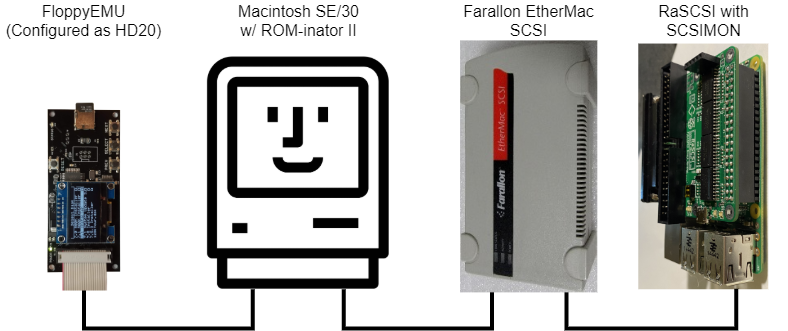 FloppyEMU
(Configured as HD20)
Macintosh SE/30
w/ ROM-inator II
Farallon EtherMac
SCSI
RaSCSI with
SCSIMON
EtherMac SCSI
Farallon